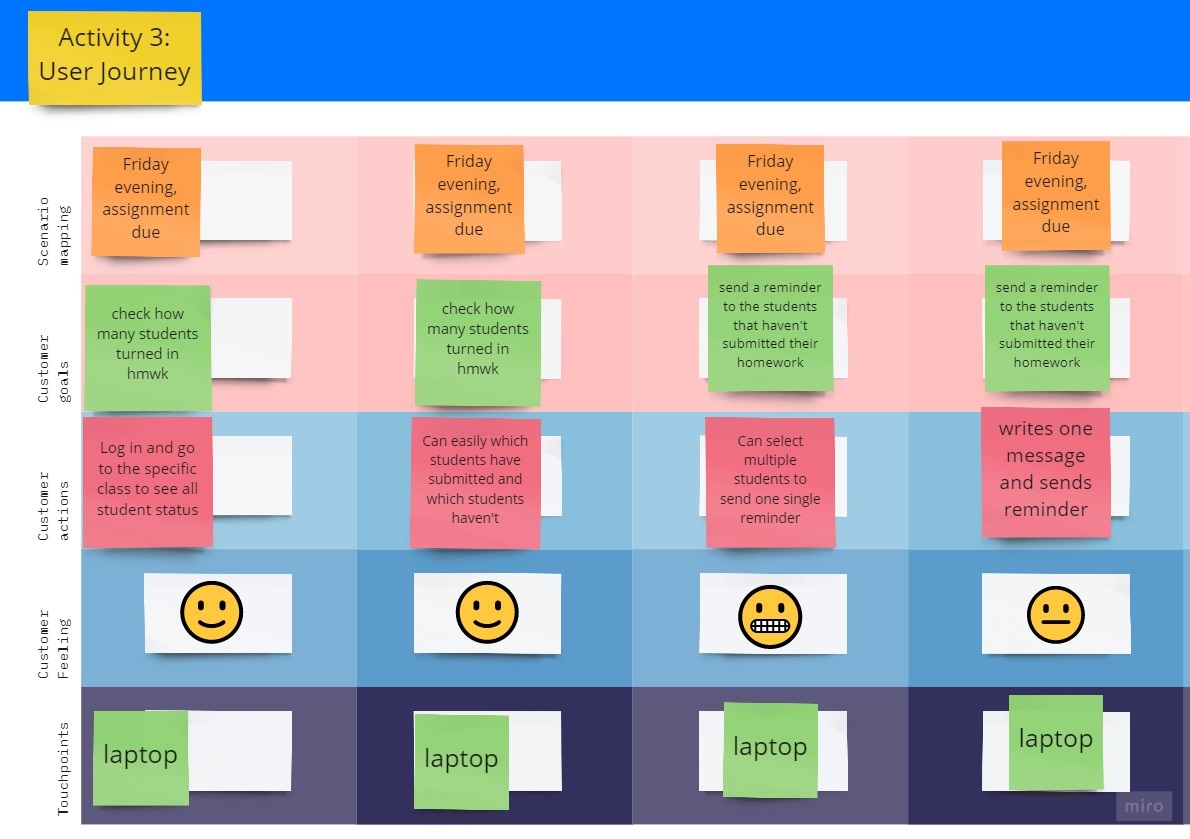 Activity 3:
User Journey
Scenario
mapping
Friday
evening,
assignment
due
Friday
evening,
assignment
due
Friday
evening,
assignment
due
Friday
evening,
assignment
due
Customer
goals
check how
many students
turned in
hmwk
check how
many students
turned in
hmwk
send a reminder
to the students
that haven't
submitted their
homework
send a reminder
to the students
that haven't
submitted their
homework
Customer
actions
Log in and go
to the specific
class to see all
student status
Can easily which
students have
submitted and
which students
haven't
Can select
multiple
students to
send one single
reminder
writes one
message
and sends
reminder
Customer
Feeling
Touchpoints
laptop
laptop
laptop
laptop
miro